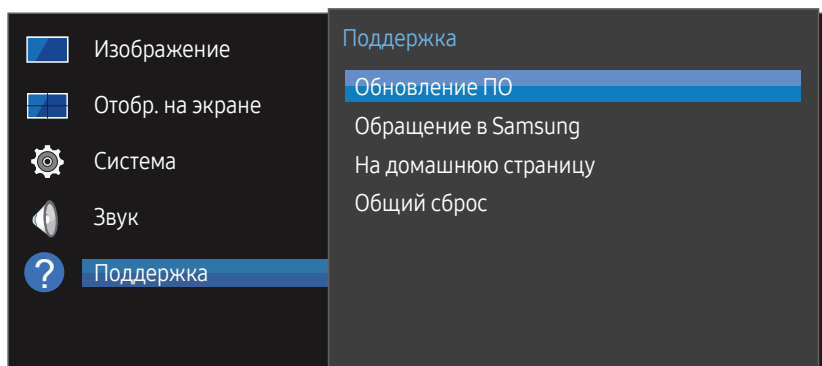 Изображение
Отобр. на экране
Система
Звук
?
Поддержка
Поддержка
Обновление ПО
Обращение в Samsung
На домашнюю страницу
Общий сброс